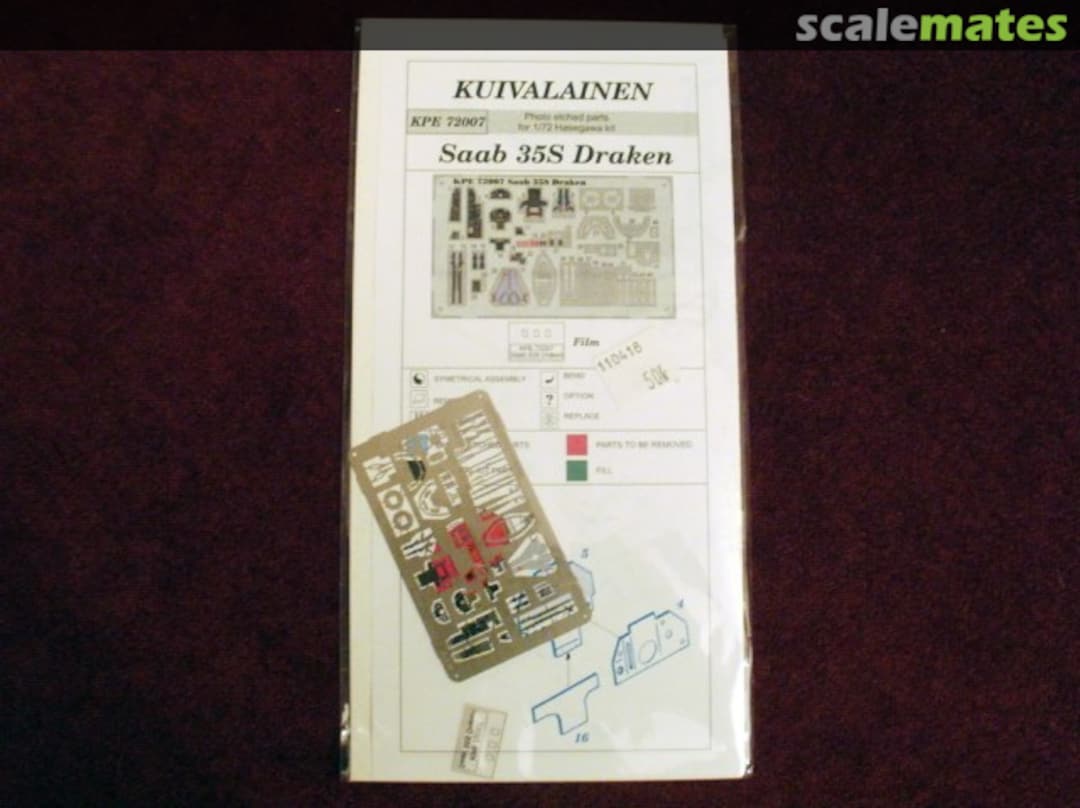 scalemates
KUIVALAINEN
KPE 72007
Photo etched parts
for 1/72 Hasegawa kit
Saab 35S Draken
KPE 72007 Saab 35S Draken
Film
110418
50k
SYMETRICAL ASSEMBLY
BEND
OPTION
REPLACE
PARTS TO BE REMOVED
FILL
5
4
16